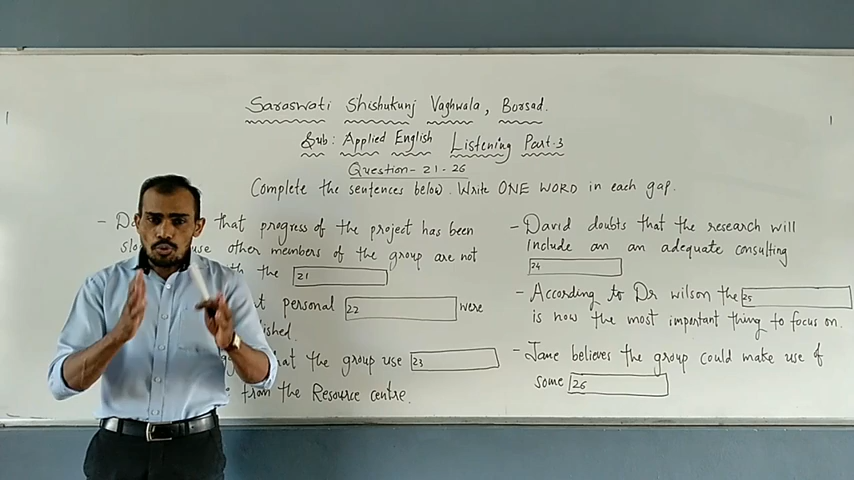 Saraswati Shishukunj Vaghwala, Borsad.
Sub: Applied English Listening Part-3
Question-21-26
Complete the sentences below. Write ONE WORD in each gap.
- that progress of the project has been
other members of the group are not
the 21
personal 22 were
the group use 23
from the Resource centre.
- David doubts that the research will
include an an adequate consulting
24
- According to Dr Wilson the 25
is now the most important thing to focus on.
- Jane believes the group could make use of
some 26